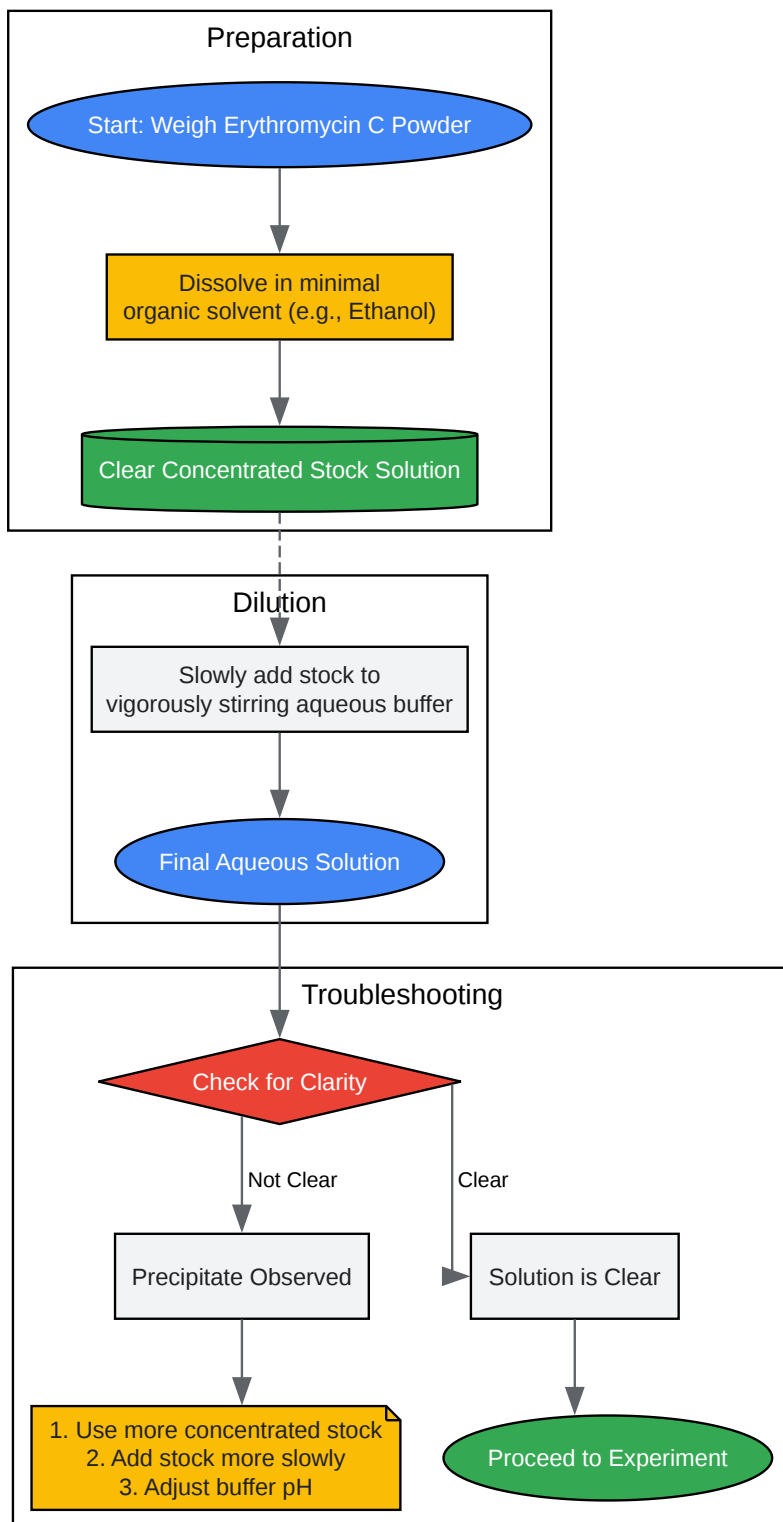 Preparation
Start: Weigh Erythromycin C Powder
Dissolve in minimal
organic solvent (e.g., Ethanol)
Clear Concentrated Stock Solution
Dilution
Slowly add stock to
vigorously stirring aqueous buffer
Final Aqueous Solution
Troubleshooting
Check for Clarity
Not Clear
Clear
Precipitate Observed
Solution is Clear
1. Use more concentrated stock
2. Add stock more slowly
3. Adjust buffer pH
Proceed to Experiment